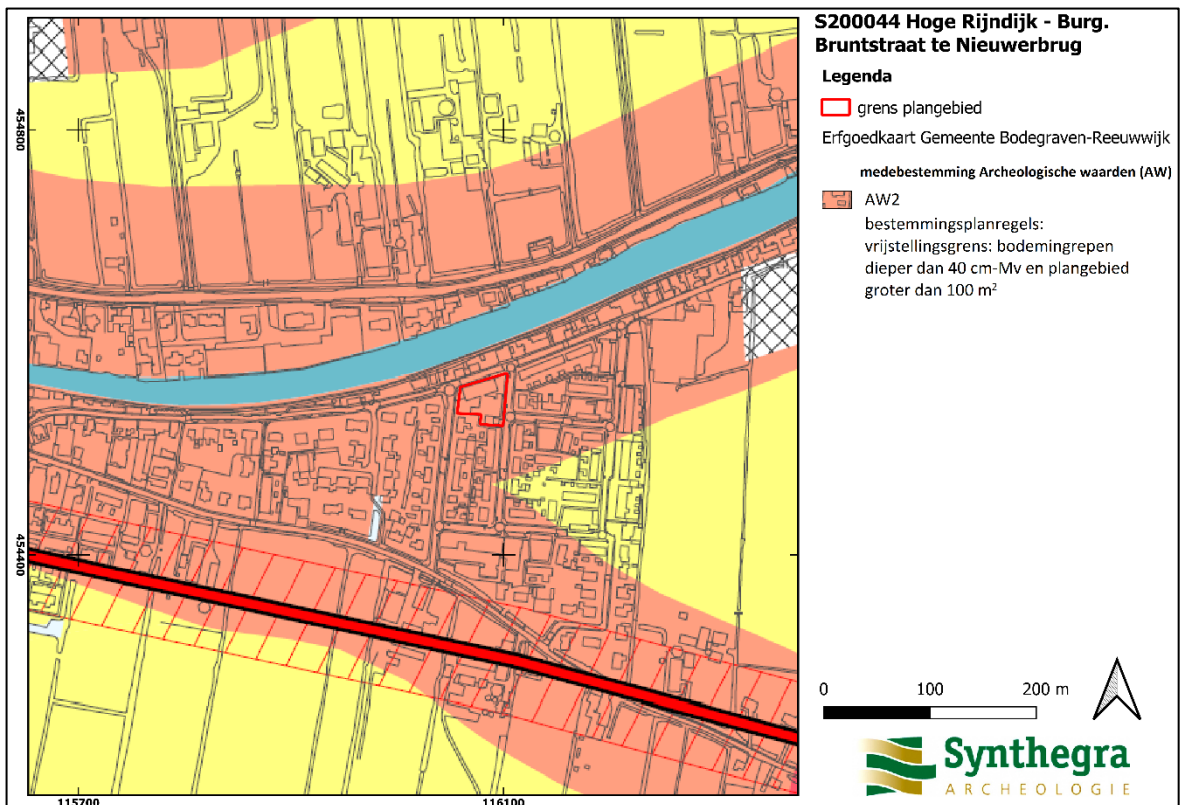 S200044 Hoge Rijndijk - Burg.
Bruntstraat te Nieuwerbrug
Legenda
grens plangebied
Erfgoedkaart Gemeente Bodegraven-Reeuwwijk
medebestemming Archeologische waarden (AW)
AW2
bestemmingsplanregels:
vrijstellingsgrens: bodemingrepen
dieper dan 40 cm-Mv en plangebied
groter dan 100 m²
454800
454400
115700
116100
0 100 200 m
Synthegra
ARCHEOLOGIE